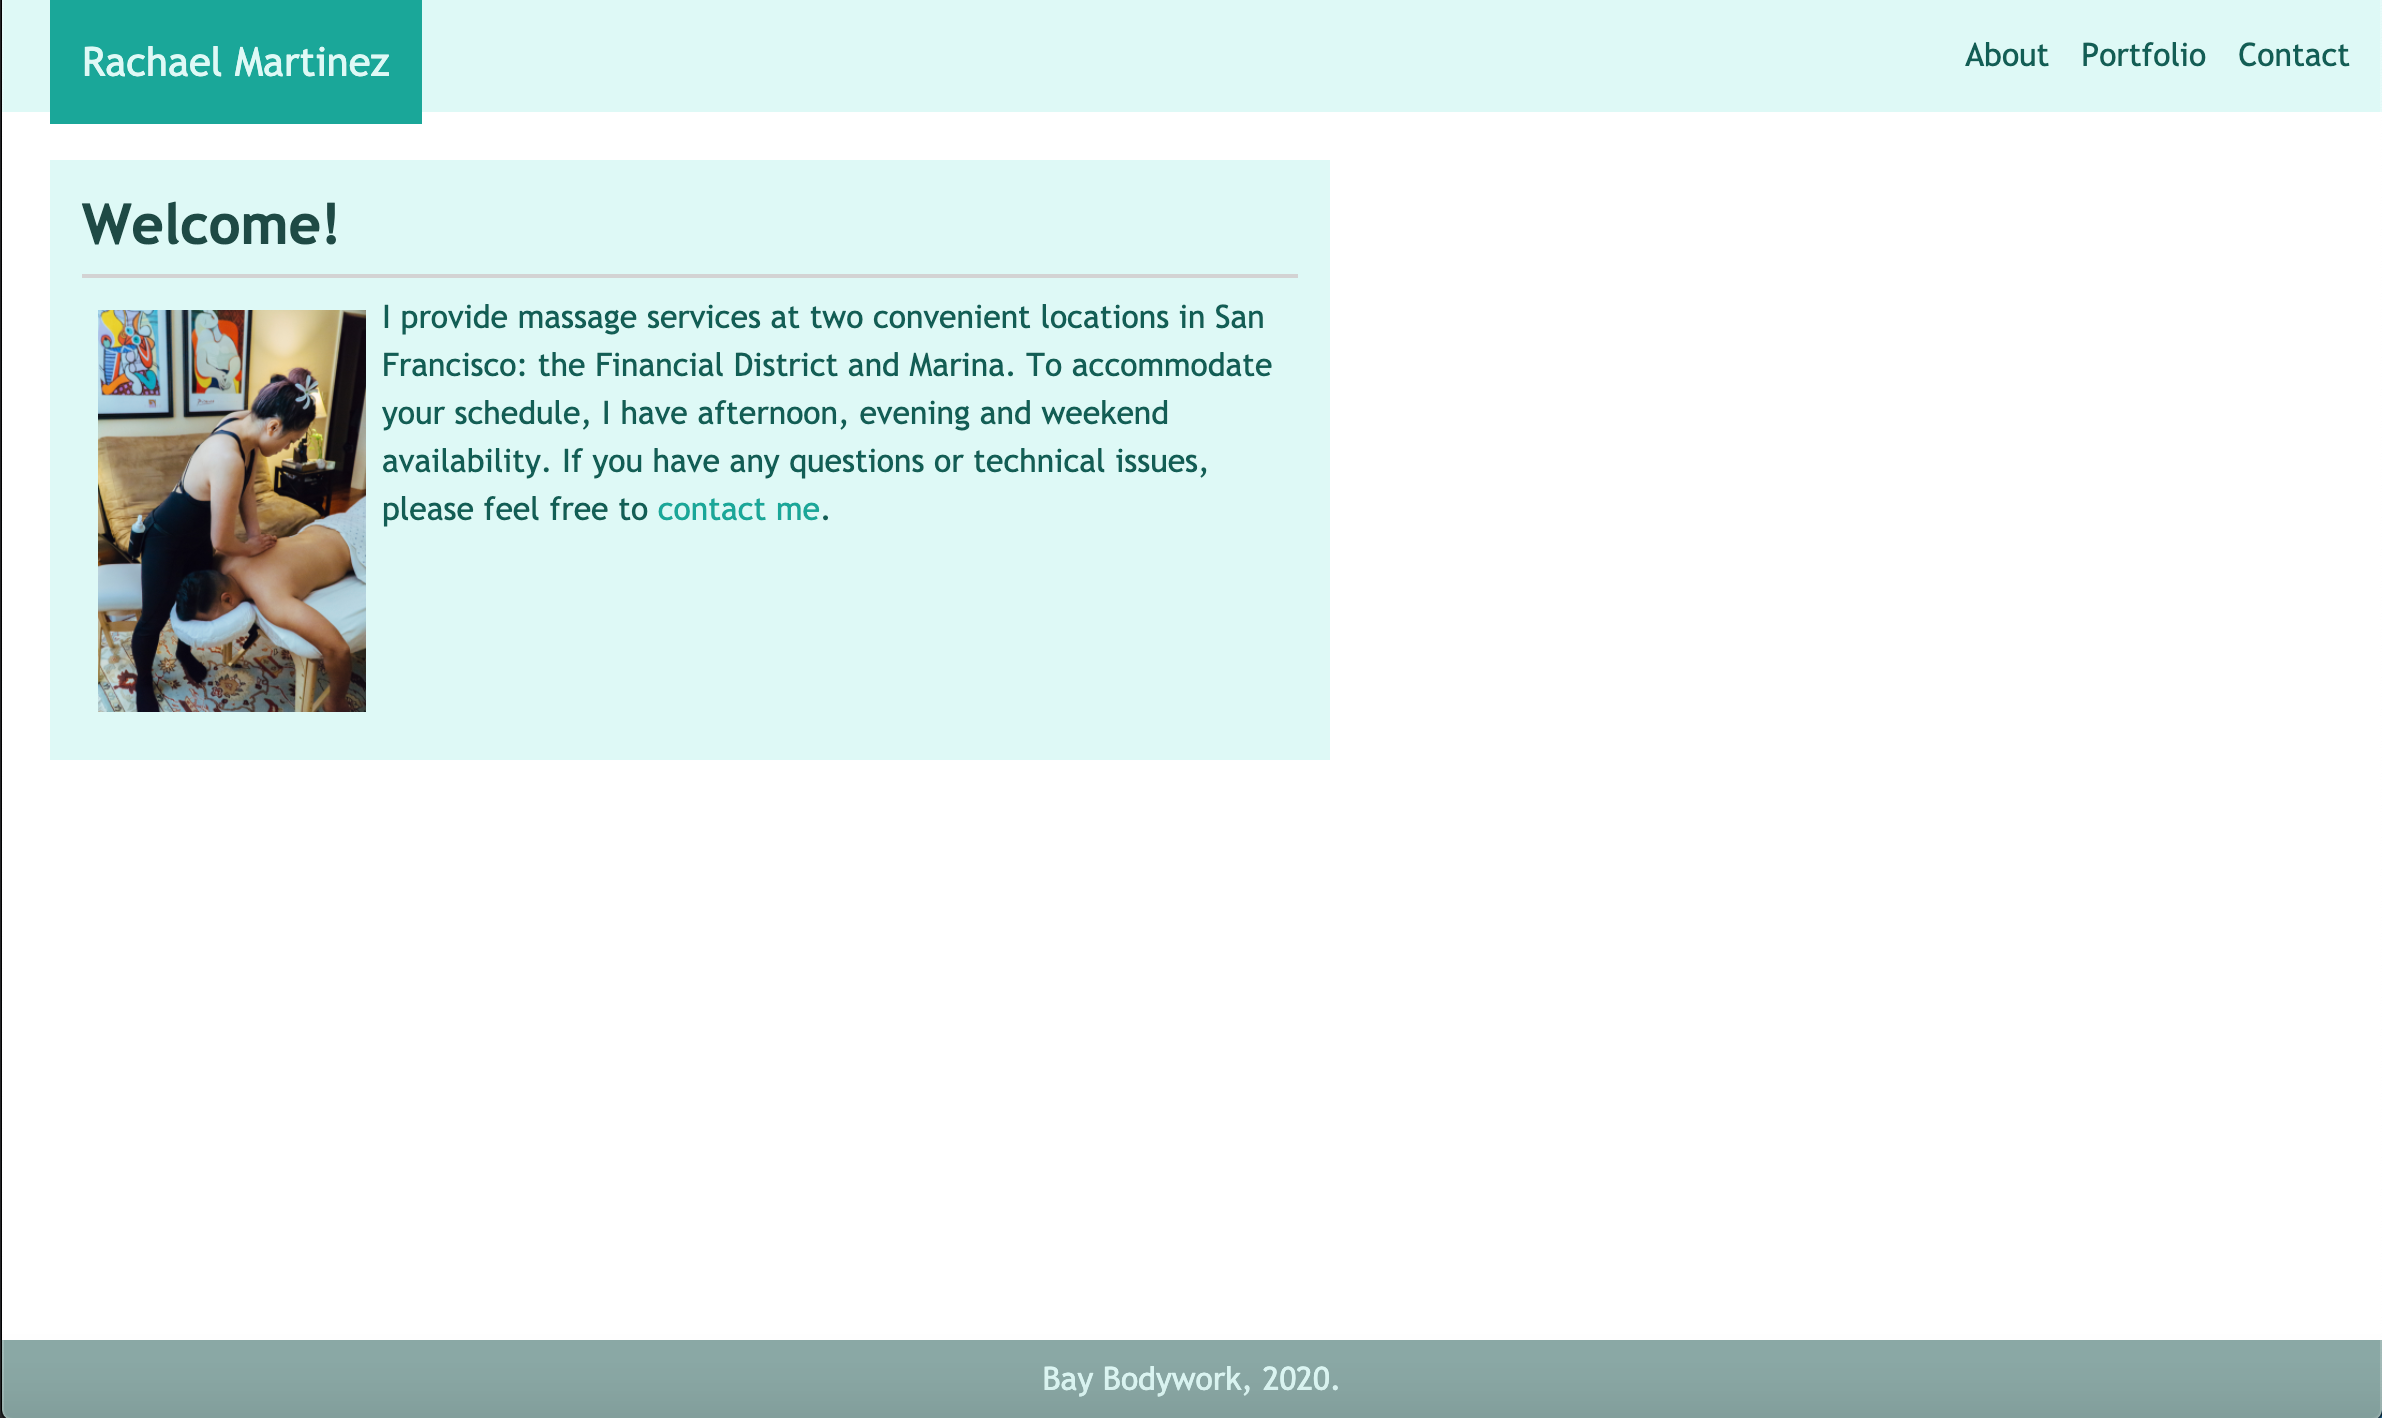 Rachael Martinez
About Portfolio Contact
Welcome!
I provide massage services at two convenient locations in San
Francisco: the Financial District and Marina. To accommodate
your schedule, I have afternoon, evening and weekend
availability. If you have any questions or technical issues,
please feel free to contact me.
Bay Bodywork, 2020.